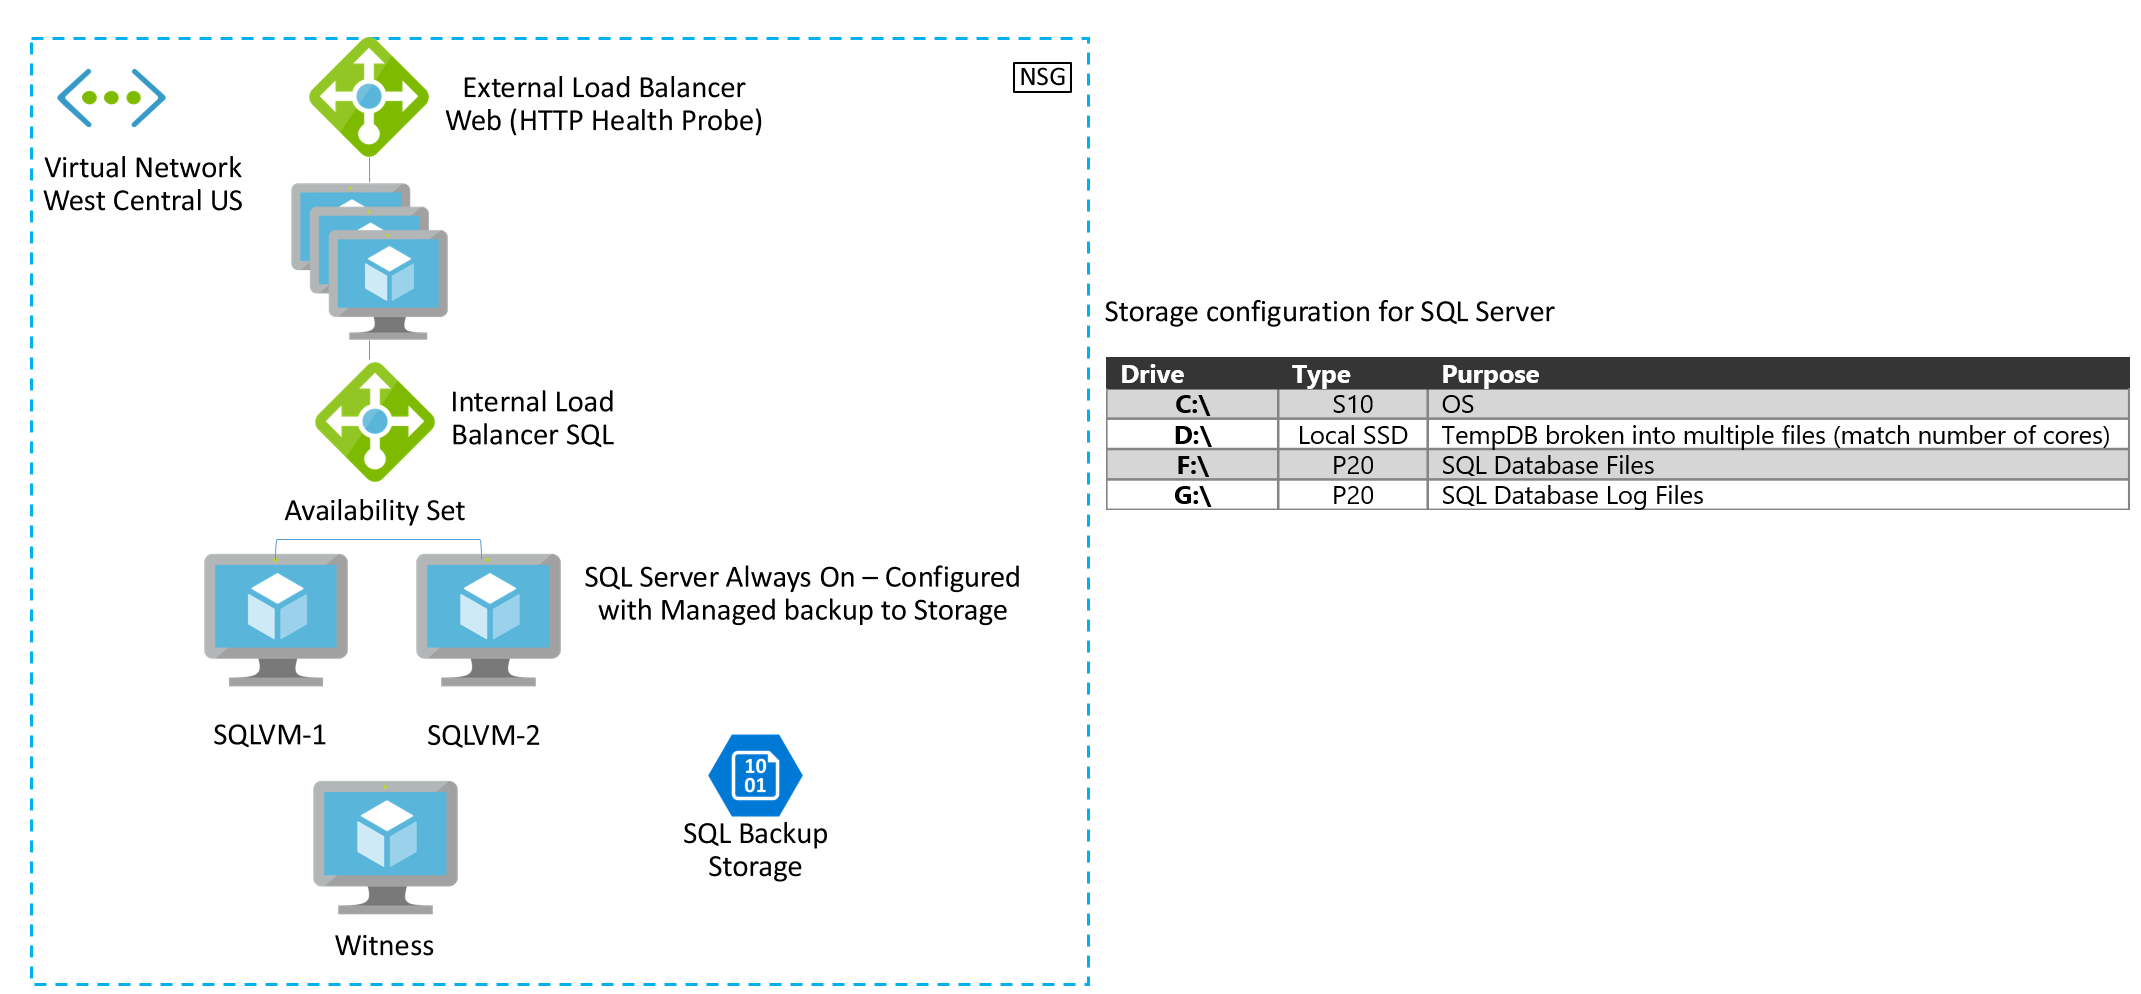 External Load Balancer
Web (HTTP Health Probe)
NSG
Virtual Network
West Central US
Internal Load
Balancer SQL
Availability Set
SQL Server Always On – Configured
with Managed backup to Storage
SQLVM-1
SQLVM-2
10
01
SQL Backup
Storage
Witness
Storage configuration for SQL Server
Drive Type Purpose
C:\ S10 OS
D:\ Local SSD TempDB broken into multiple files (match number of cores)
F:\ P20 SQL Database Files
G:\ P20 SQL Database Log Files